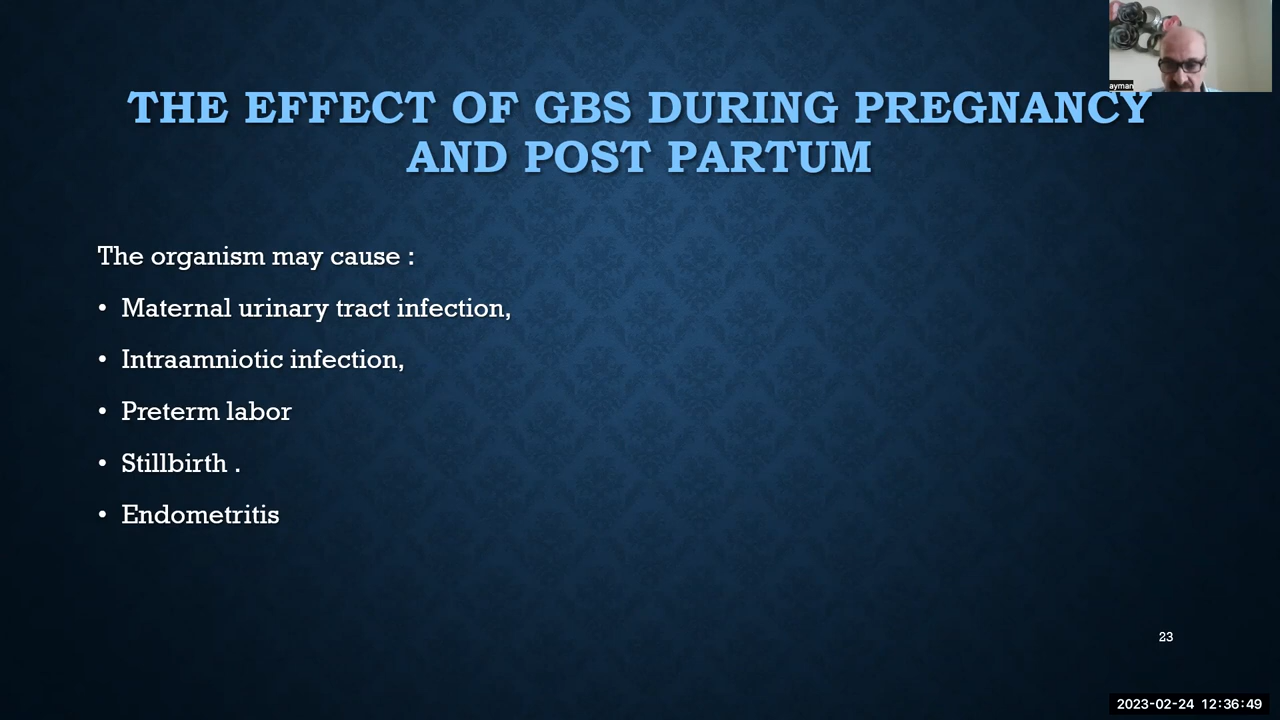 ayman
THE EFFECT OF GBS DURING PREGNANCY
AND POST PARTUM
The organism may cause :
• Maternal urinary tract infection,
• Intraamniotic infection,
• Preterm labor
• Stillbirth .
• Endometritis
23
2023-02-24 12:36:49